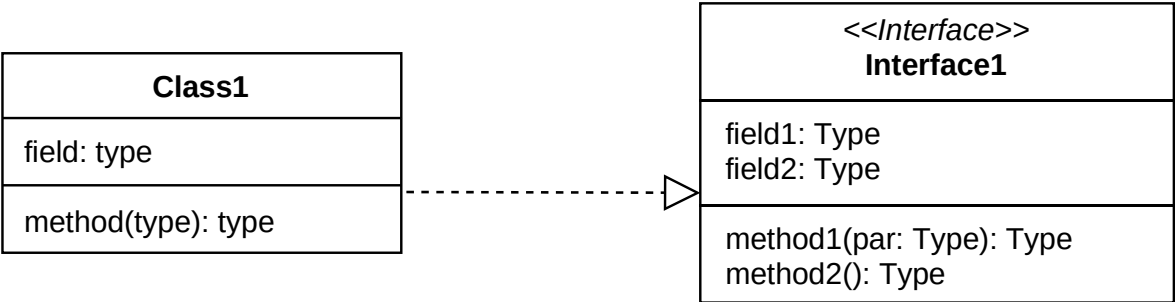 Class1
field: type
method(type): type
<<Interface>>
Interface1
field1: Type
field2: Type
method1(par: Type): Type
method2(): Type